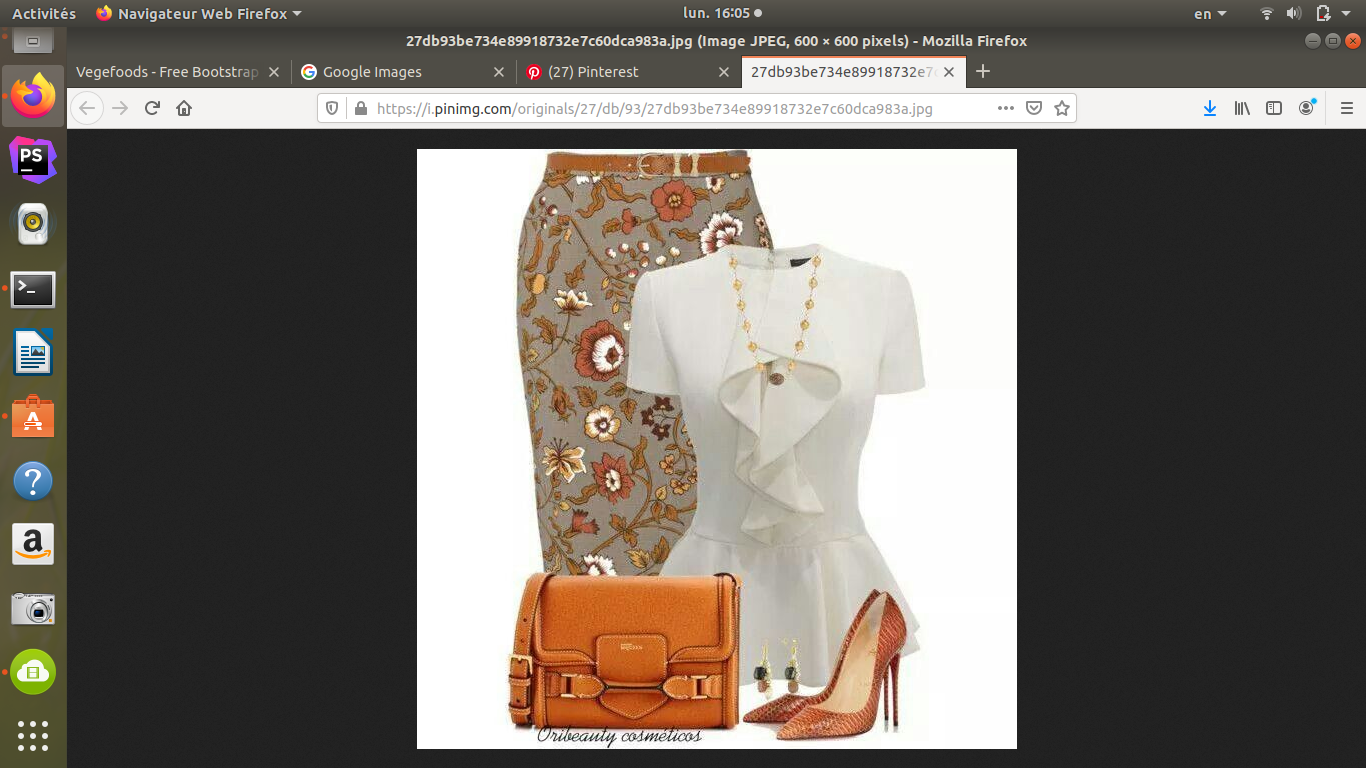 Activités
Navigateur Web Firefox
lun. 16:05
en
27db93be734e89918732e7c60dca983a.jpg (Image JPEG, 600 × 600 pixels) - Mozilla Firefox
Vegefoods - Free Bootstrap
Google Images
(27) Pinterest
27db93be734e89918732e7c
https://i.pinimg.com/originals/27/db/93/27db93be734e89918732e7c60dca983a.jpg
PS
Oribeauty cosméticos